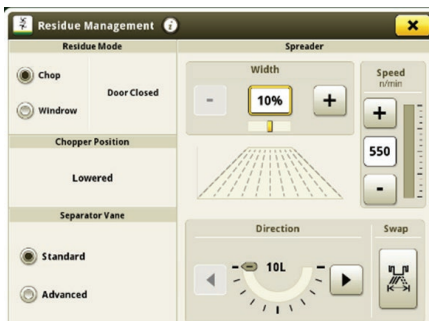 Residue Management
Residue Mode
Chop
Windrow
Door Closed
Chopper Position
Lowered
Separator Vane
Standard
Advanced
Spreader
Width
-
10%
+
Speed
n/min
+
550
-
Direction
10L
Swap